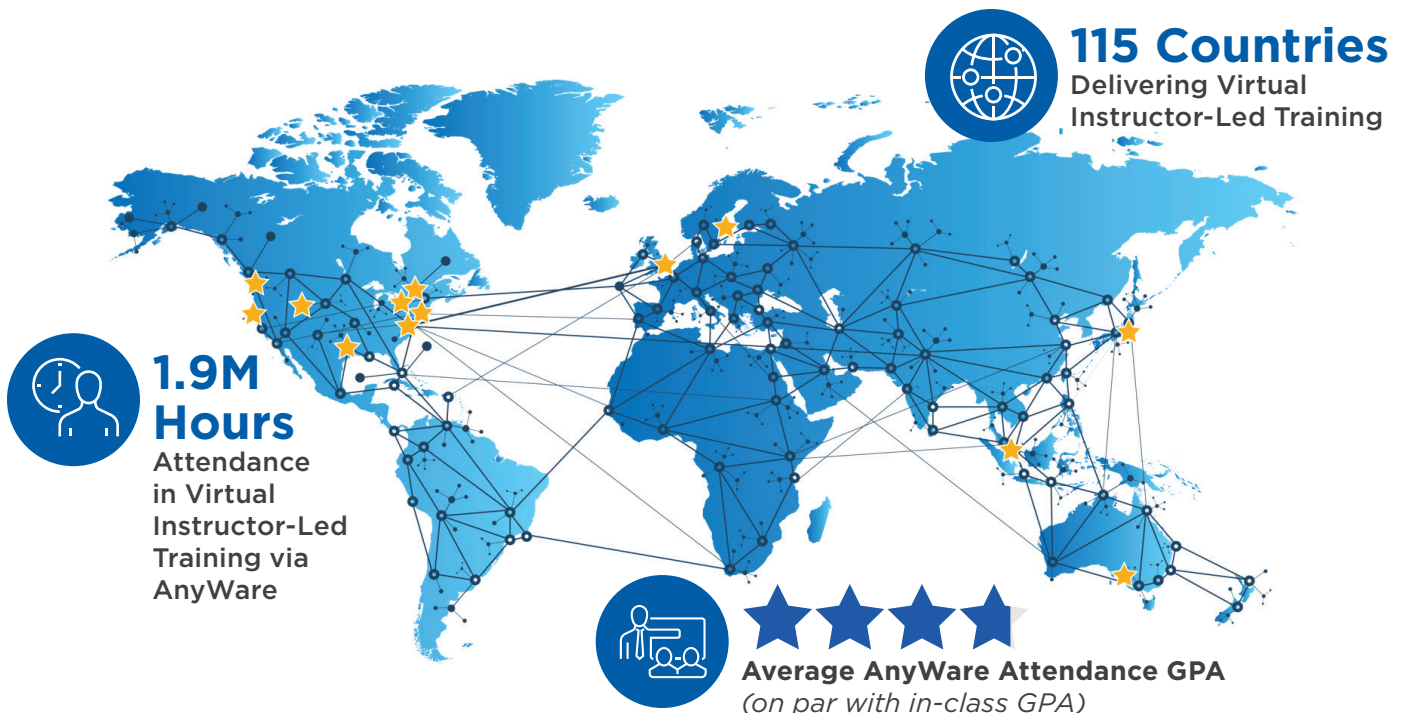 115 Countries
Delivering Virtual
Instructor-Led Training
1.9M
Hours
Attendance
in Virtual
Instructor-Led
Training via
AnyWare
Average AnyWare Attendance GPA
(on par with in-class GPA)